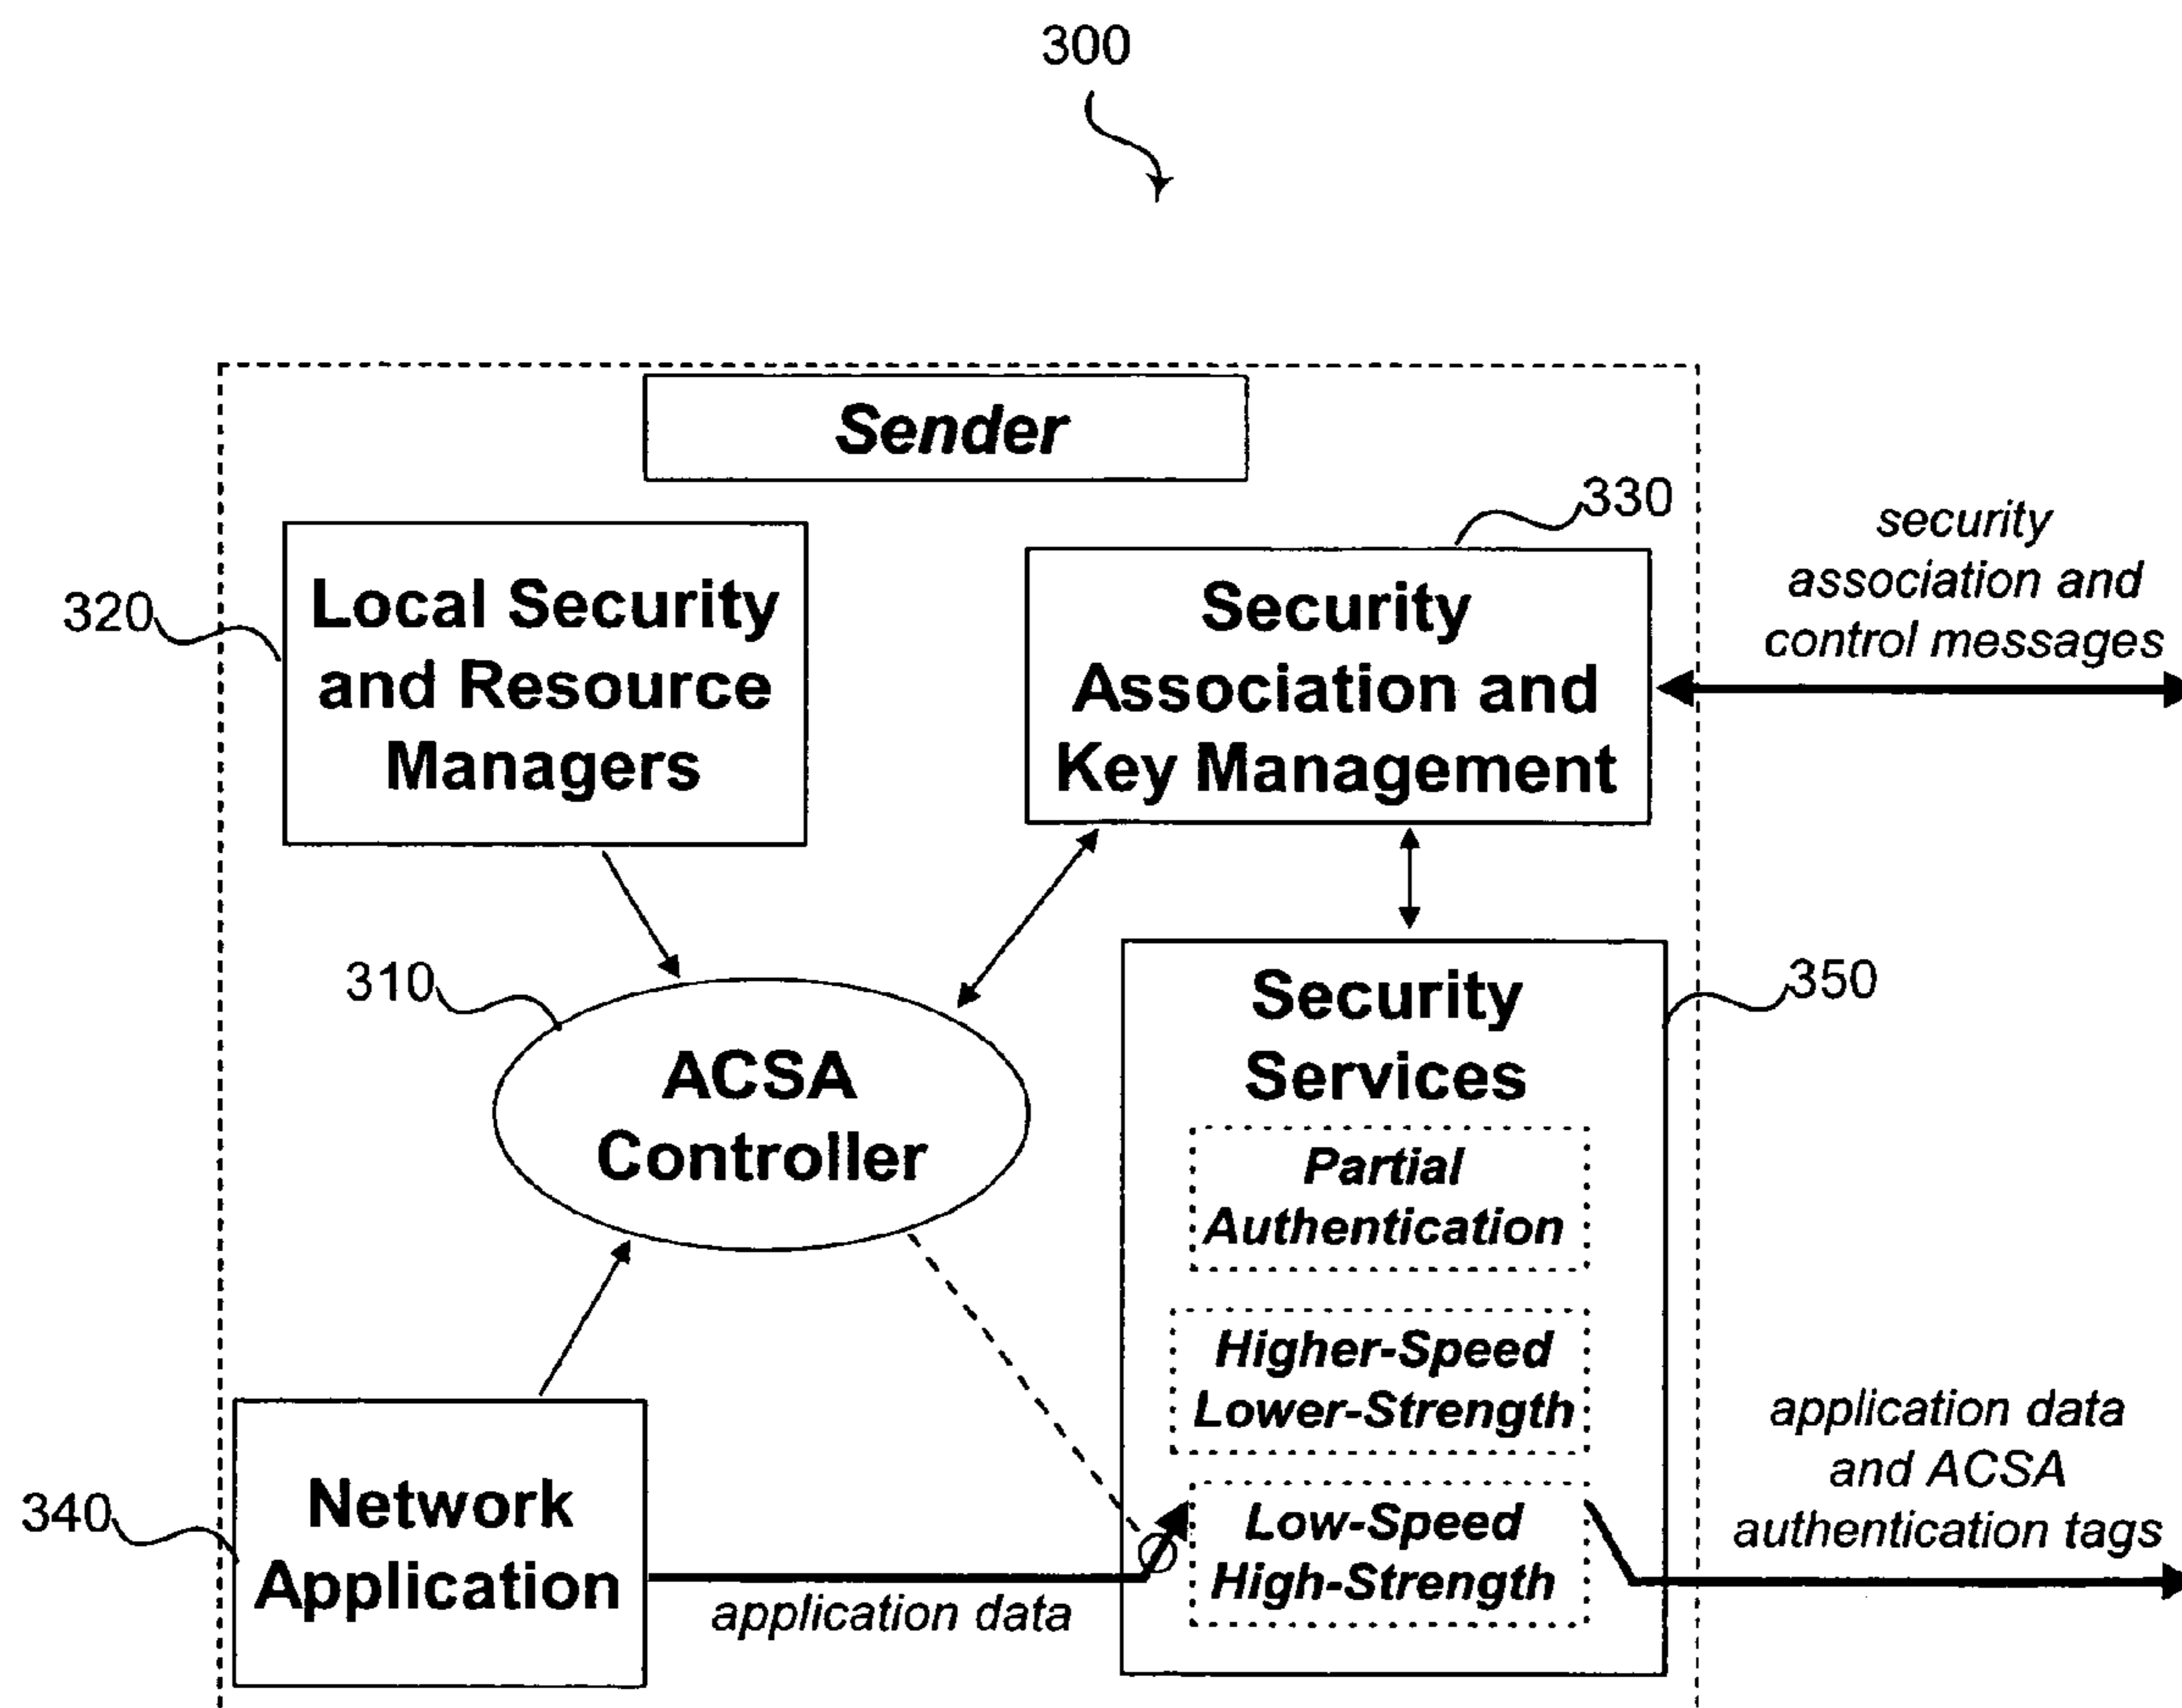 300
Sender
330
320
Local Security
and Resource
Managers
Security
Association and
Key Management
security
association and
control messages
310
ACSA
Controller
350
Security
Services
Partial
Authentication
Higher-Speed
Lower-Strength
Low-Speed
High-Strength
340
Network
Application
application data
application data
and ACSA
authentication tags